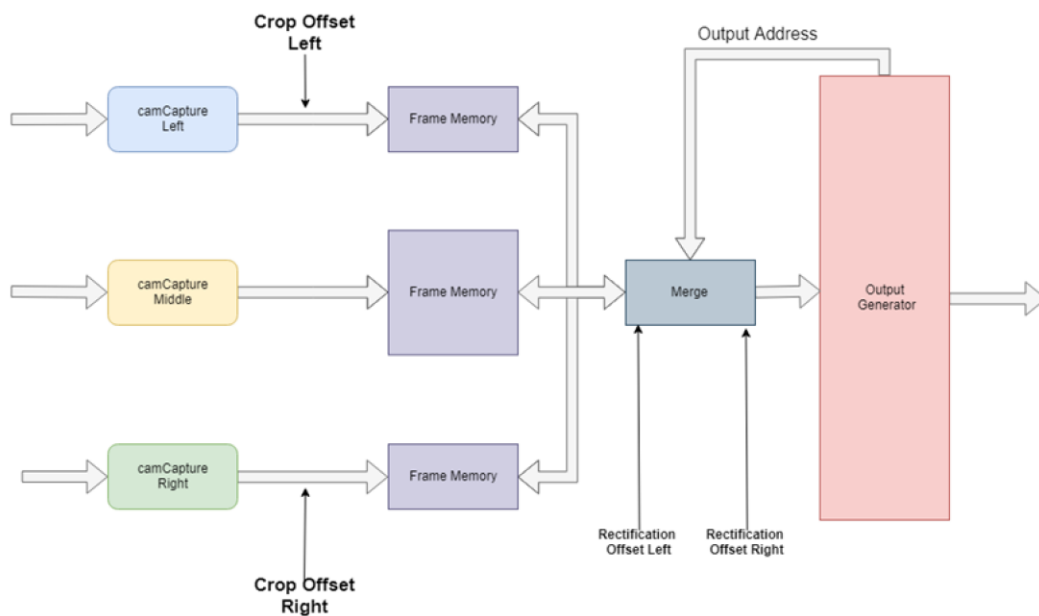 Crop Offset
Left
Output Address
camCapture
Left
Frame Memory
camCapture
Middle
Frame Memory
Merge
Output
Generator
camCapture
Right
Frame Memory
Rectification
Offset Left
Rectification
Offset Right
Crop Offset
Right